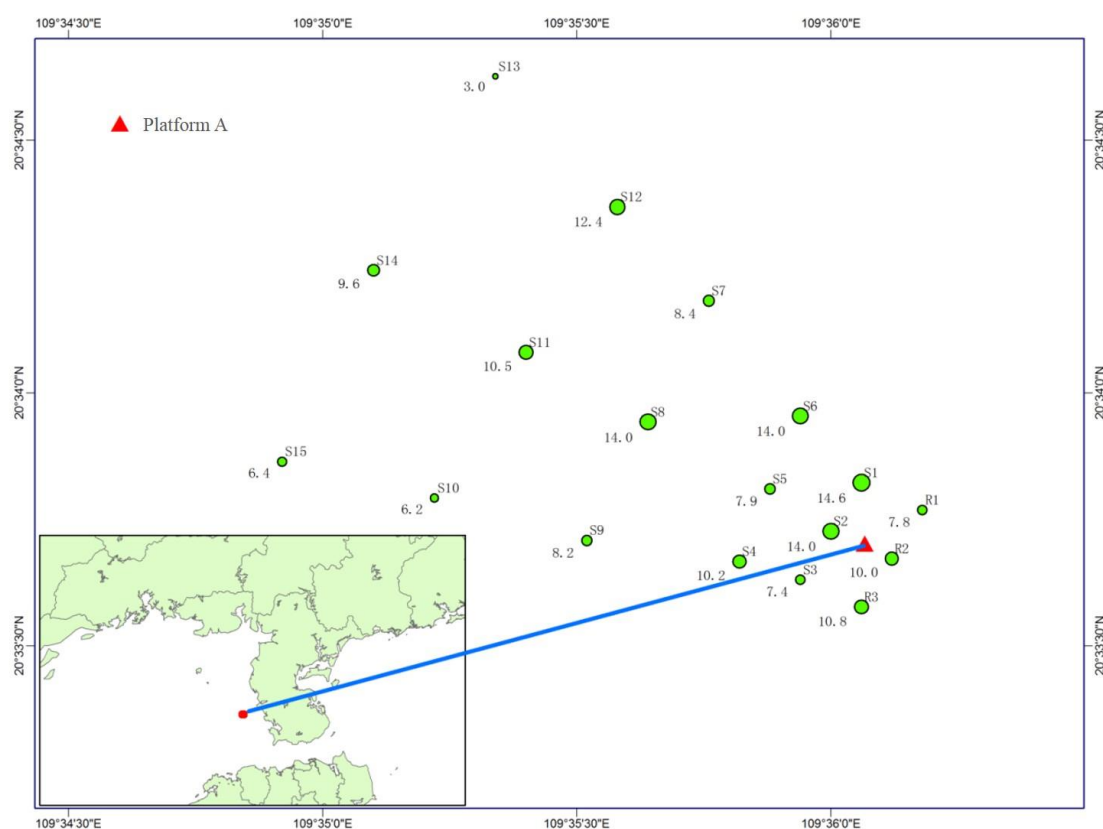 109°34'30"E 109°35'0"E 109°35'30"E 109°36'0"E
S13
3.0
Platform A
20°34'30"N 20°34'30"N
S12
12.4
S14
9.6
S7
8.4
S11
10.5
20°34'0"N 20°34'0"N
S8
14.0
S6
14.0
S15
6.4
S10
6.2
S5
7.9
S1
14.6
R1
7.8
S9
8.2
S2
14.0
S4
10.2
R2
10.0
S3
7.4
R3
10.8
20°33'30"N 20°33'30"N
109°34'30"E 109°35'0"E 109°35'30"E 109°36'0"E